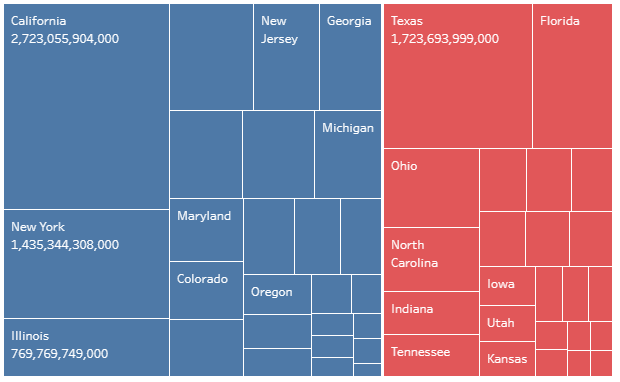 California
2,723,055,904,000
New
Jersey
Georgia
Michigan
New York
1,435,344,308,000
Maryland
Colorado
Oregon
Illinois
769,769,749,000
Texas
1,723,693,999,000
Florida
Ohio
North
Carolina
Indiana
Tennessee
Iowa
Utah
Kansas